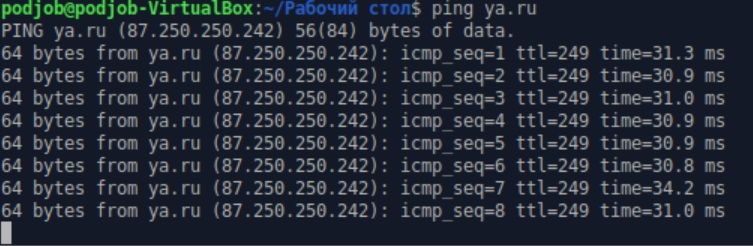 podjob@podjob-VirtualBox:~/Рабочий стол$ ping ya.ru
PING ya.ru (87.250.250.242) 56(84) bytes of data.
64 bytes from ya.ru (87.250.250.242): icmp_seq=1 ttl=249 time=31.3 ms
64 bytes from ya.ru (87.250.250.242): icmp_seq=2 ttl=249 time=30.9 ms
64 bytes from ya.ru (87.250.250.242): icmp_seq=3 ttl=249 time=31.0 ms
64 bytes from ya.ru (87.250.250.242): icmp_seq=4 ttl=249 time=30.9 ms
64 bytes from ya.ru (87.250.250.242): icmp_seq=5 ttl=249 time=30.9 ms
64 bytes from ya.ru (87.250.250.242): icmp_seq=6 ttl=249 time=30.8 ms
64 bytes from ya.ru (87.250.250.242): icmp_seq=7 ttl=249 time=34.2 ms
64 bytes from ya.ru (87.250.250.242): icmp_seq=8 ttl=249 time=31.0 ms